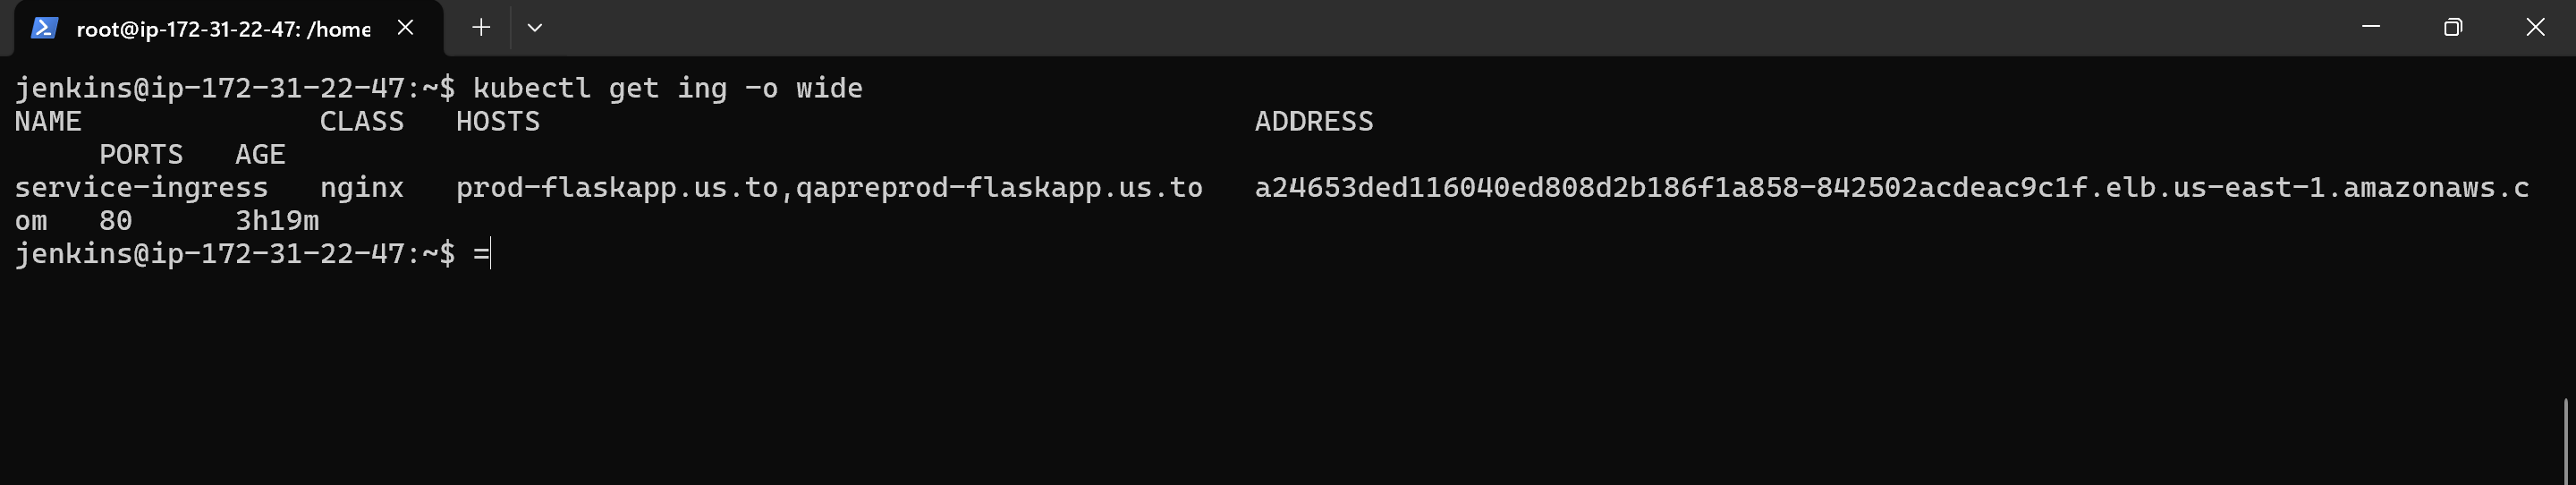 root@ip-172-31-22-47: /home
jenkins@ip-172-31-22-47:~$ kubectl get ing -o wide
NAME              CLASS   HOSTS                                          ADDRESS
     PORTS   AGE
service-ingress   nginx   prod-flaskapp.us.to,qapreprod-flaskapp.us.to   a24653ded116040ed808d2b186f1a858-842502acdeac9c1f.elb.us-east-1.amazonaws.c
om   80      3h19m
jenkins@ip-172-31-22-47:~$ =